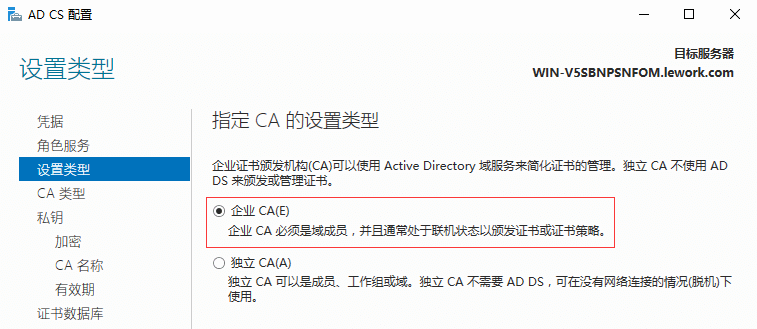 AD CS 配置
目标服务器
WIN-V5SBNPSNFOM.lework.com
设置类型
凭据
角色服务
设置类型
CA 类型
私钥
加密
CA 名称
有效期
证书数据库
指定 CA 的设置类型
企业证书颁发机构(CA)可以使用 Active Directory 域服务来简化证书的管理。独立 CA 不使用 AD
DS 来颁发或管理证书。
企业 CA(E)
企业 CA 必须是域成员，并且通常处于联机状态以颁发证书或证书策略。
独立 CA(A)
独立 CA 可以是成员、工作组或域。独立 CA 不需要 AD DS，可在没有网络连接的情况(脱机)下
使用。